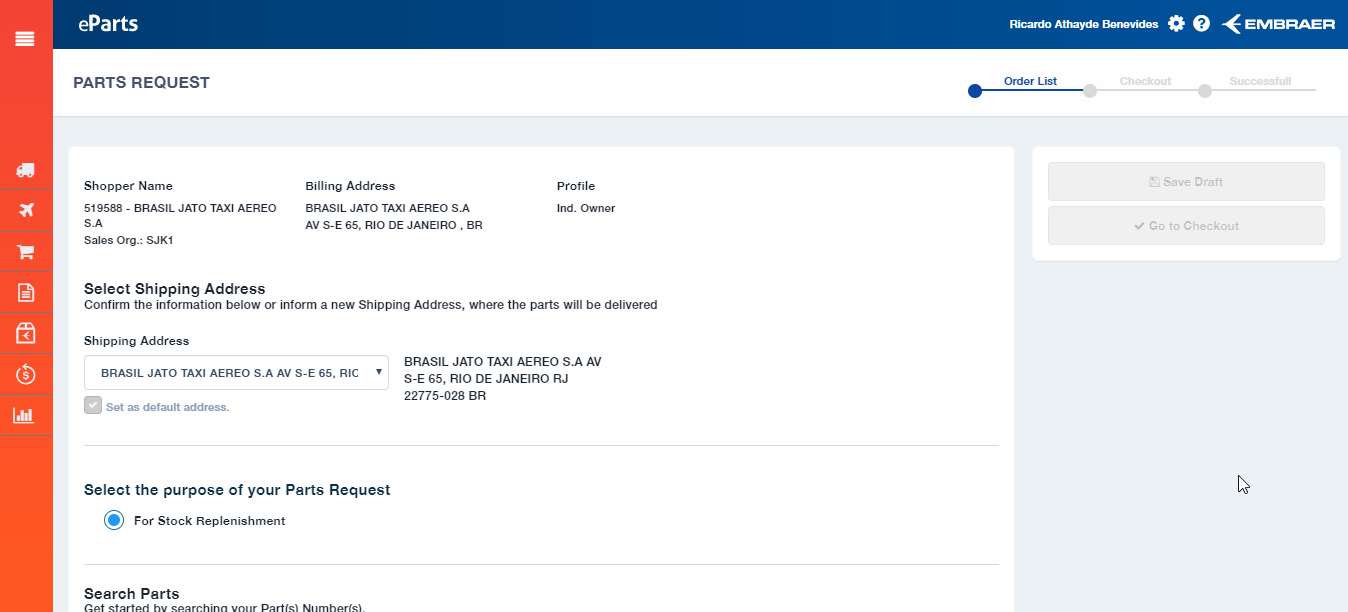 eParts
Ricardo Athayde Benevides
EMBRAER
PARTS REQUEST
Order List
Checkout
Successfull
Shopper Name
519588 - BRASIL JATO TAXI AEREO
S.A
Sales Org.: SJK1
Billing Address
BRASIL JATO TAXI AEREO S.A
AV S-E 65, RIO DE JANEIRO , BR
Profile
Ind. Owner
Save Draft
Go to Checkout
Select Shipping Address
Confirm the information below or inform a new Shipping Address, where the parts will be delivered
Shipping Address
BRASIL JATO TAXI AEREO S.A AV S-E 65, RIC
Set as default address.
BRASIL JATO TAXI AEREO S.A AV
S-E 65, RIO DE JANEIRO RJ
22775-028 BR
Select the purpose of your Parts Request
For Stock Replenishment
Search Parts
Get started by searching your Part(s) Number(s).